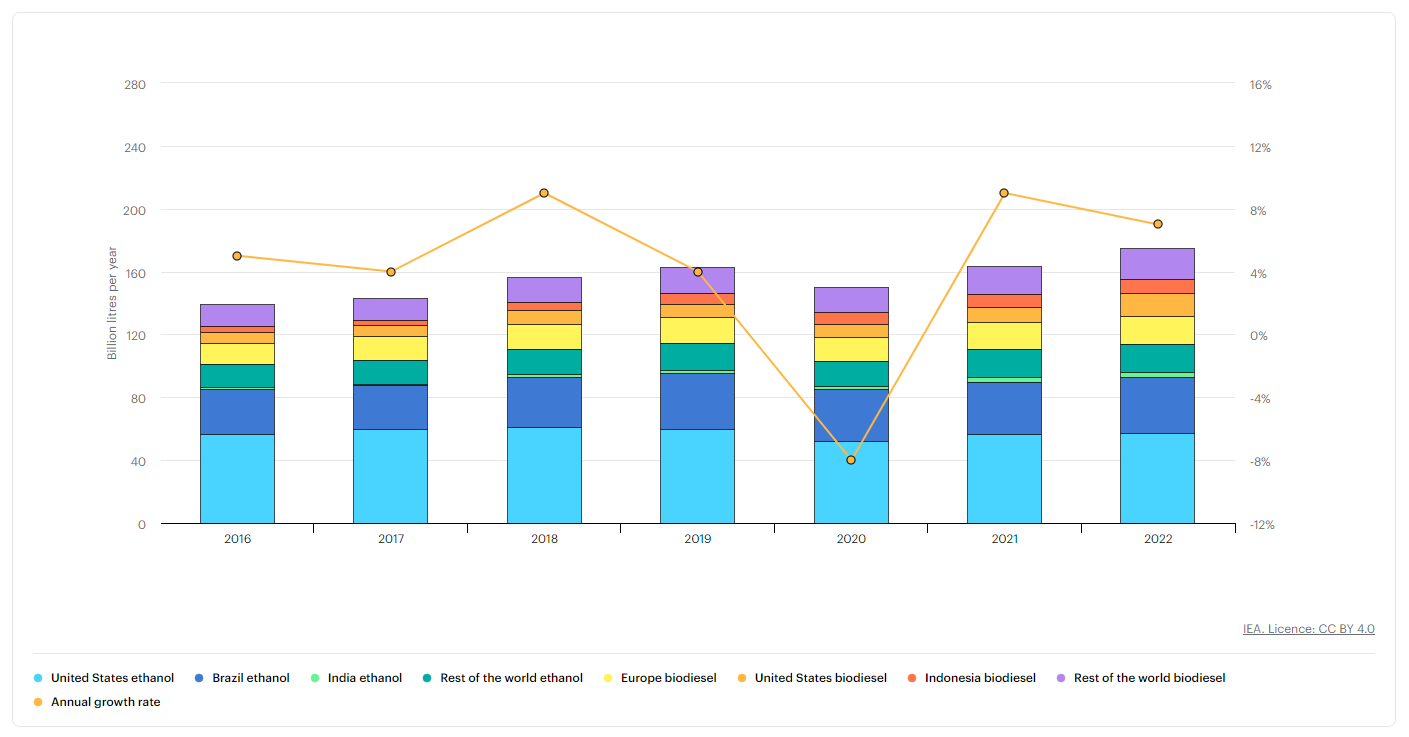 280 16%
240 12%
200 8%
160 4%
120 0%
80 -4%
40 -8%
0 -12%
Billion litres per year
2016 2017 2018 2019 2020 2021 2022
IEA. Licence: CC BY 4.0
United States ethanol Brazil ethanol India ethanol Rest of the world ethanol Europe biodiesel United States biodiesel Indonesia biodiesel Rest of the world biodiesel
Annual growth rate